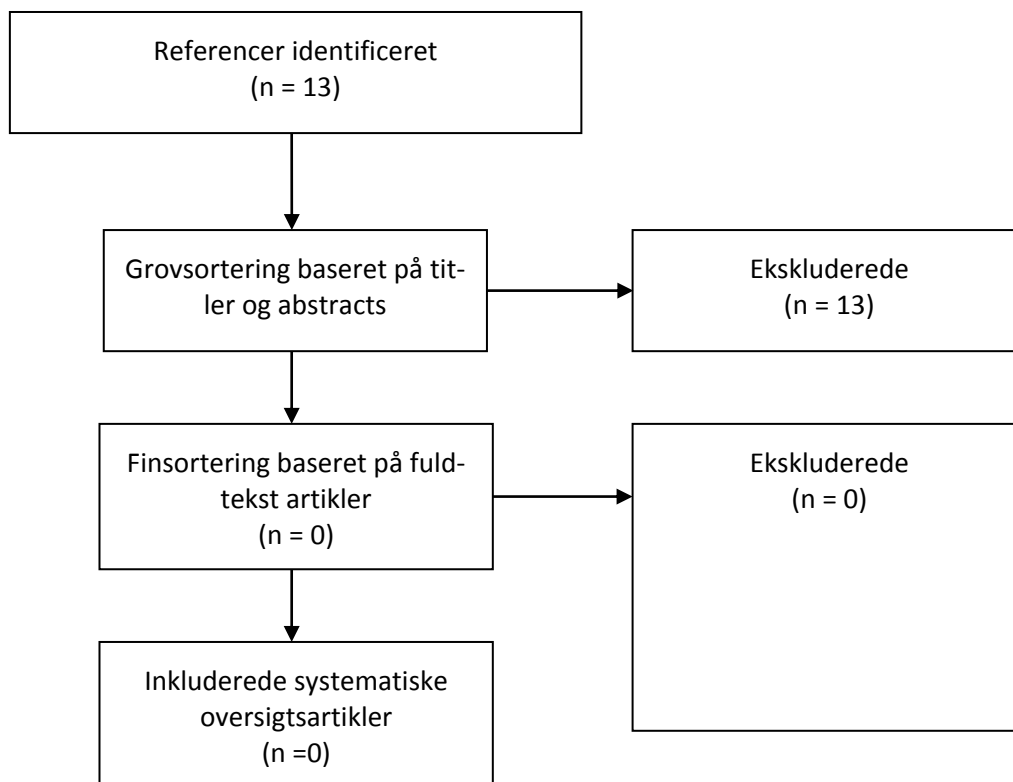 Referencer identificeret
(n = 13)
Grovsortering baseret på tit-
ler og abstracts
Ekskluderede
(n = 13)
Finsortering baseret på fuld-
tekst artikler
(n = 0)
Ekskluderede
(n = 0)
Inkluderede systematiske
oversigtsartikler
(n =0)